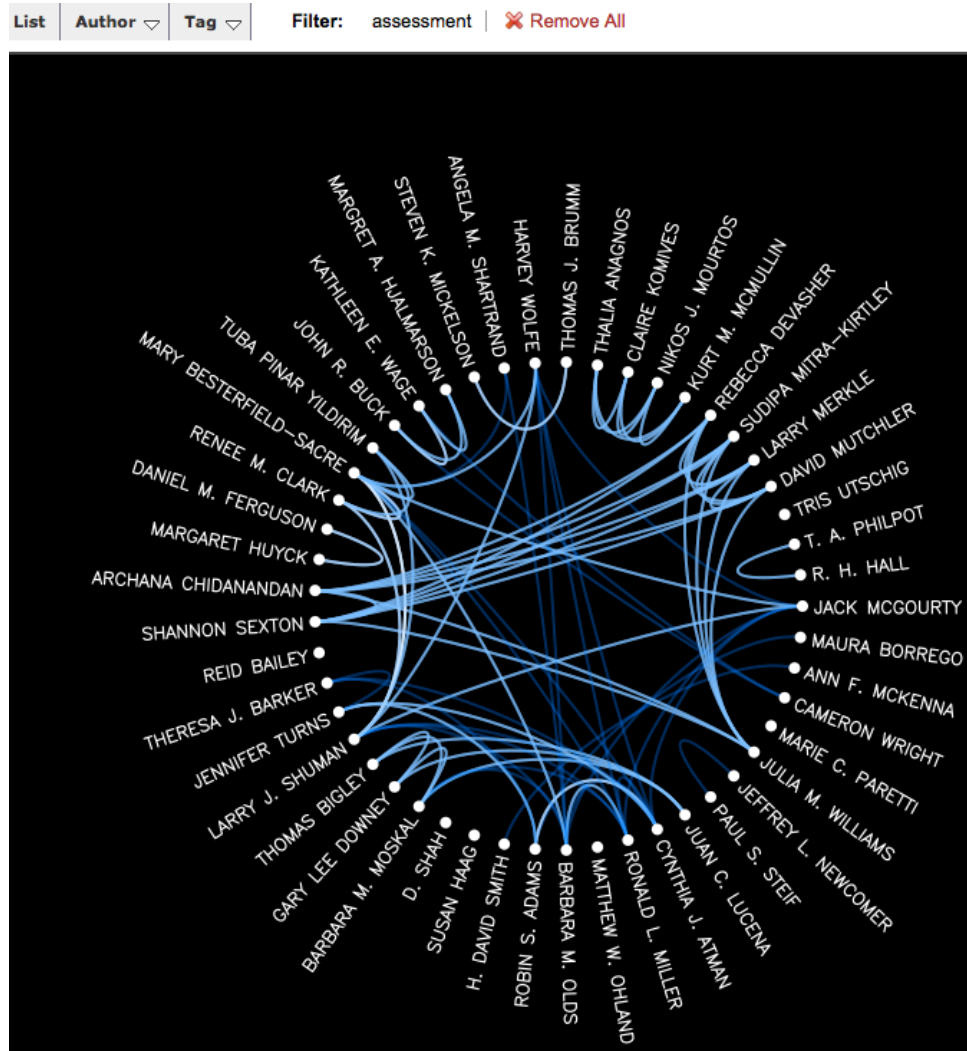 List Author Tag Filter: assessment Remove All
THOMAS J. BRUMM
THALIA ANAGNOS
CLAIRE KOMIVES
NIKOS J. MOURTOS
KURT M. MCMULLIN
REBECCA DEVASHER
SUDIPA MITRA-KIRTLEY
LARRY MERKLE
DAVID MUTCHLER
TRIS UTSCHIG
T. A. PHILPOT
R. H. HALL
JACK MCGOURTY
MAURA BORREGO
ANN F. MCKENNA
CAMERON WRIGHT
MARIE C. PARETTI
JULIA M. WILLIAMS
JEFFREY L. NEWCOMER
PAUL S. STEIF
JUAN C. LUCENA
CYNTHIA J. ATMAN
RONALD L. MILLER
MATTHEW W. OHLAND
BARBARA M. OLDS
ROBIN S. ADAMS
H. DAVID SMITH
SUSAN HAAG
D. SHAH
BARBARA M. MOSKAL
GARY LEE DOWNEY
THOMAS BIGLEY
LARRY J. SHUMAN
JENNIFER TURNS
THERESA J. BARKER
REID BAILEY
SHANNON SEXTON
ARCHANA CHIDANANDAN
MARGARET HUYCK
DANIEL M. FERGUSON
RENEE M. CLARK
MARY BESTERFIELD-SACRE
TUBA PINAR YILDIRIM
JOHN R. BUCK
KATHLEEN E. WAGE
MARGRET A. HJALMARSON
STEVEN K. MICKELSON
ANGELA M. SHARTRAND
HARVEY WOLFE